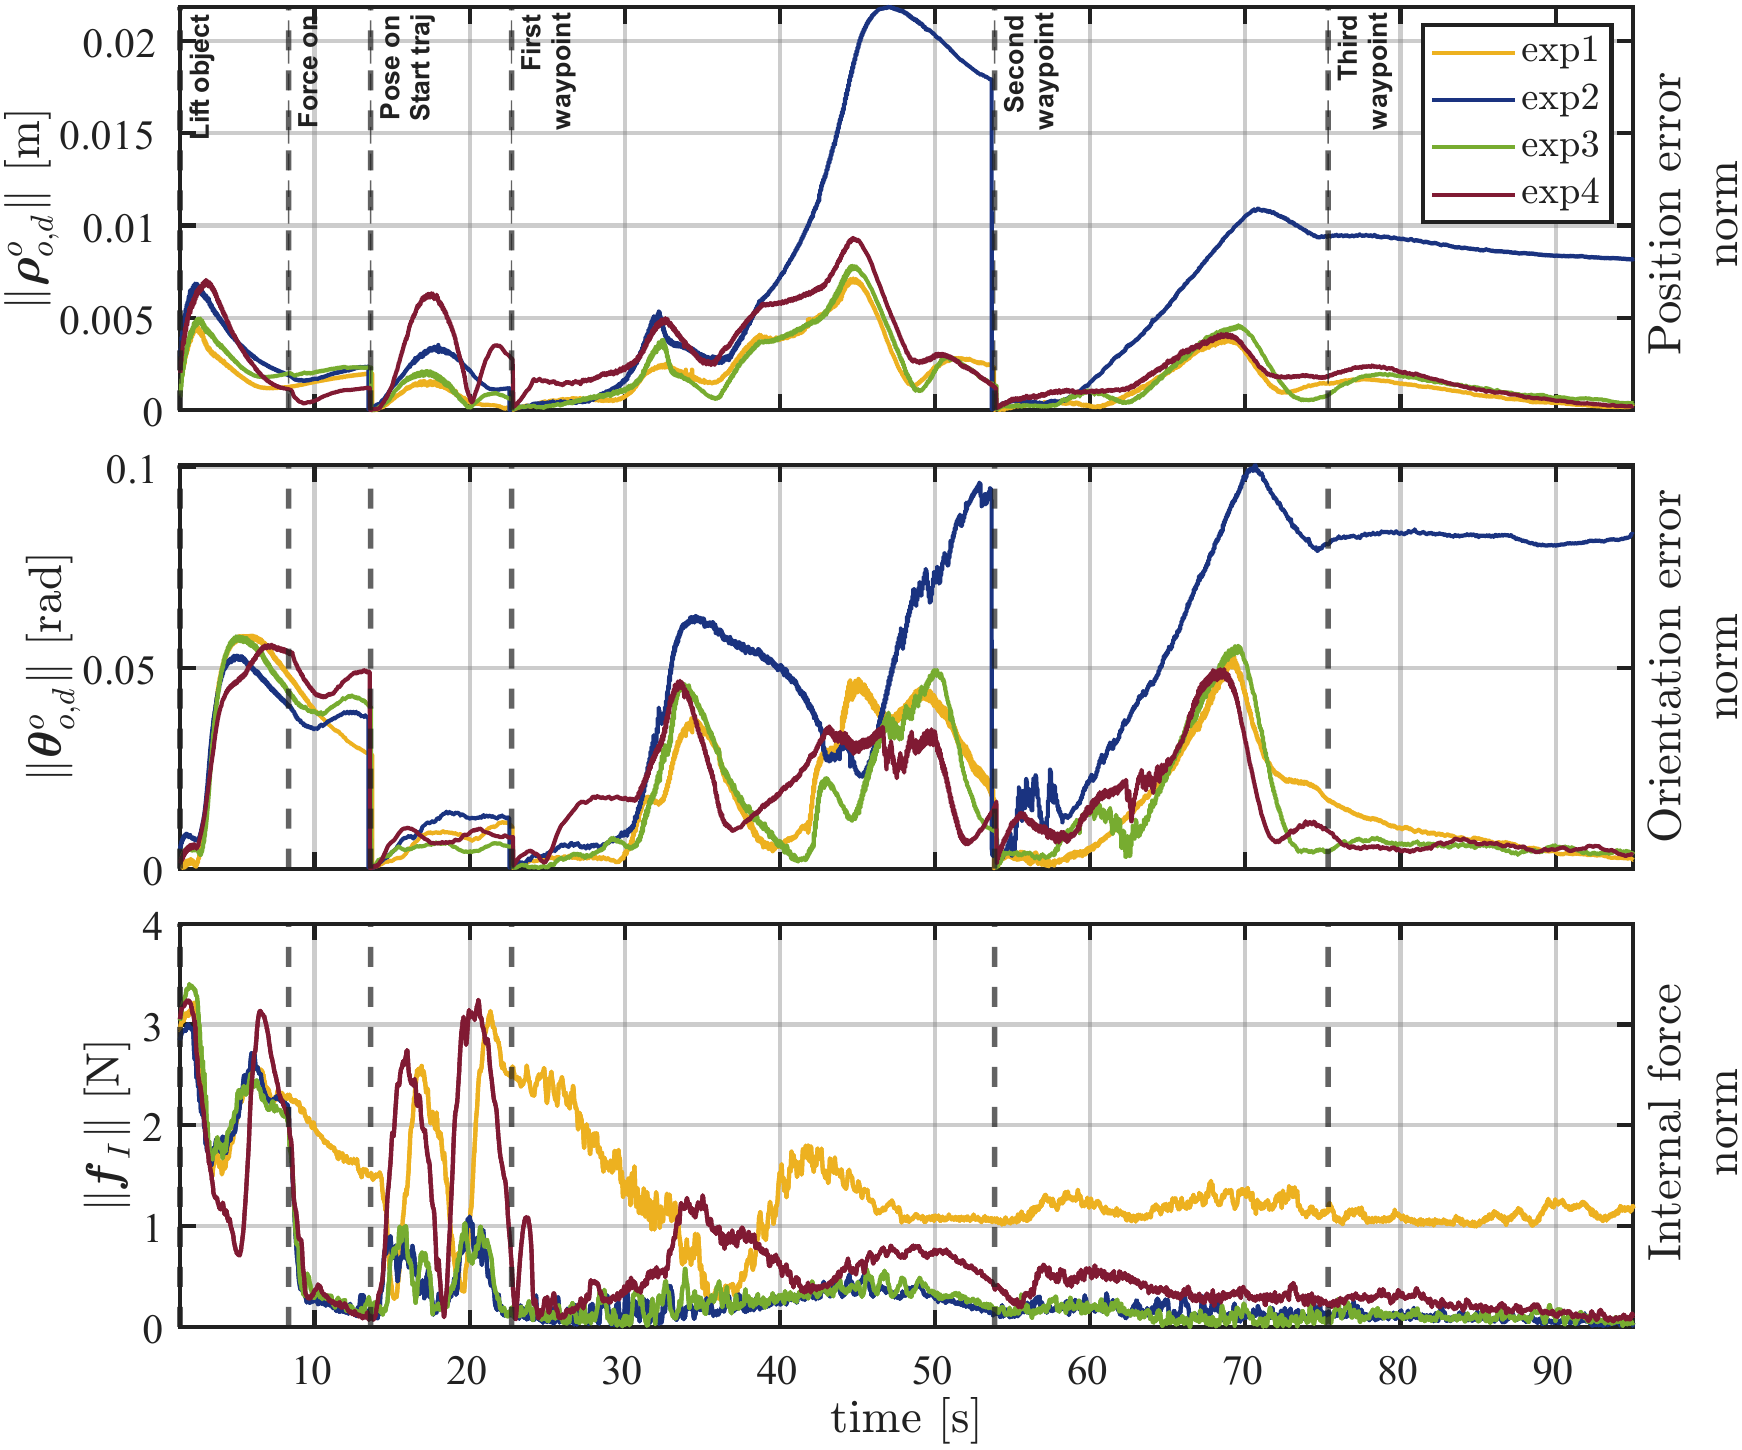 Lift object
Force on
Pose on
Start traj
First
waypoint
Second
waypoint
Third
waypoint
exp1
exp2
exp3
exp4
0.02
0.015
0.01
0.005
0
‖ρᵒₒ,d‖ [m]
Position error
norm
0.1
0.05
0
‖θᵒₒ,d‖ [rad]
Orientation error
norm
4
3
2
1
0
‖f_I‖ [N]
Internal force
norm
10 20 30 40 50 60 70 80 90
time [s]